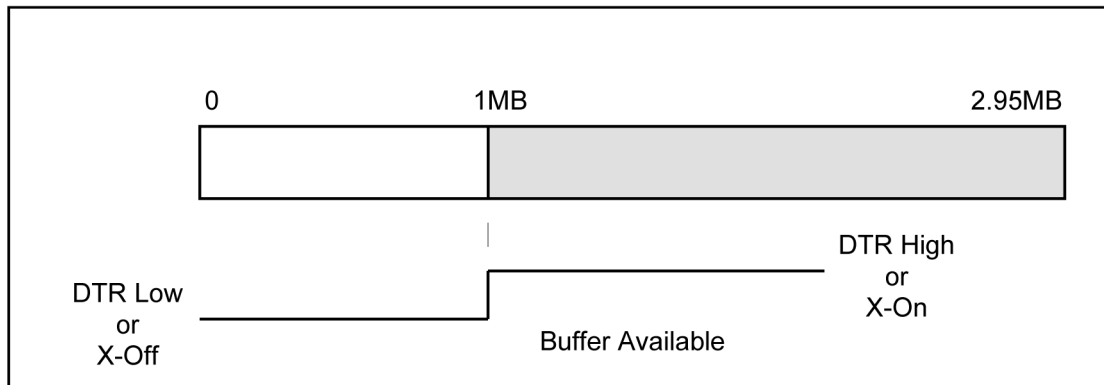 0 1MB 2.95MB
DTR High
or
X-On
DTR Low
or
X-Off
Buffer Available